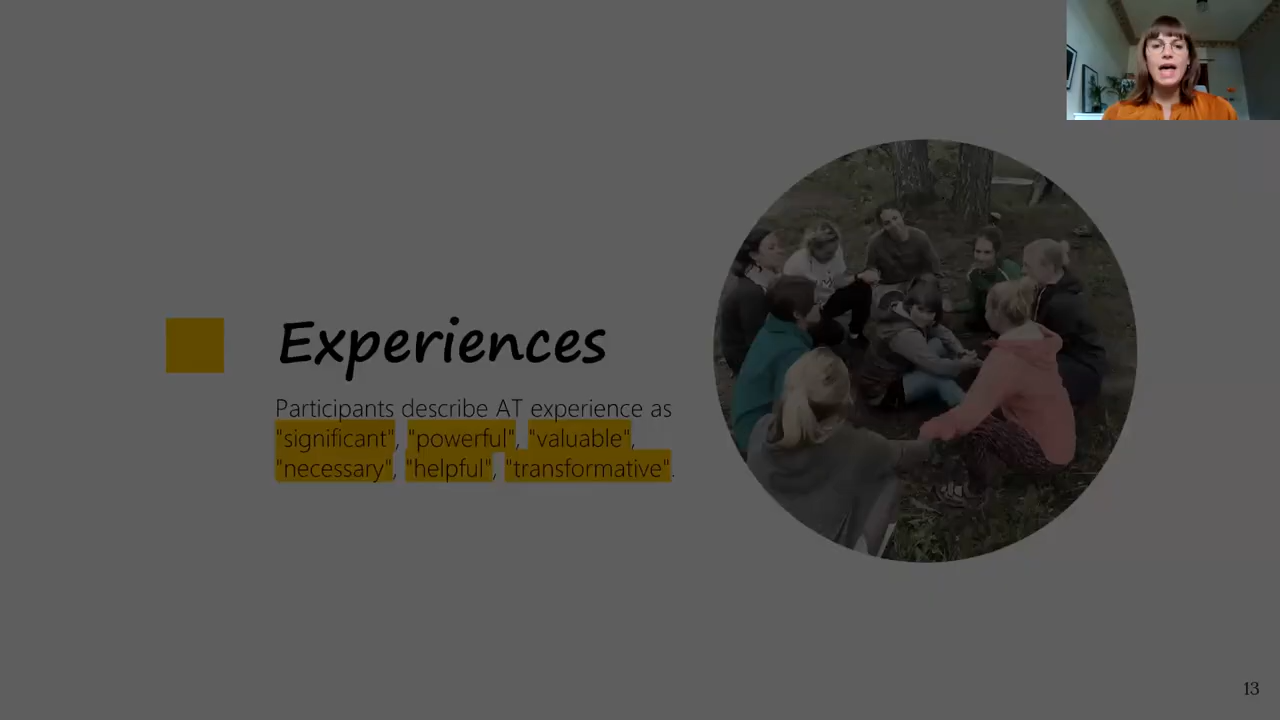 Experiences
Participants describe AT experience as
"significant", "powerful", "valuable",
"necessary", "helpful", "transformative".
13